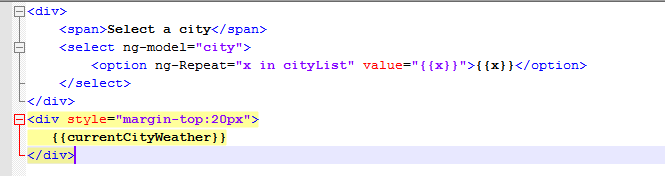 <div>
<span>Select a city</span>
<select ng-model="city">
<option ng-Repeat="x in cityList" value="{{x}}">{{x}}</option>
</select>
</div>
<div style="margin-top:20px">
{{currentCityWeather}}
</div>